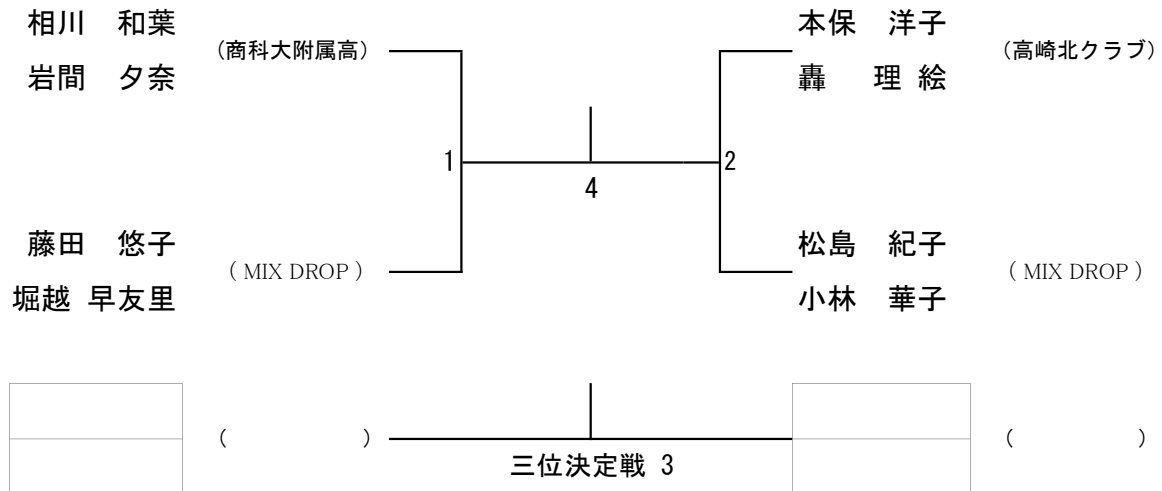 相川　和葉
岩間　夕奈
(商科大附属高)
本保　洋子
轟　理 絵
(高崎北クラブ)
1
2
4
藤田　悠子
堀越 早友里
( MIX DROP )
松島　紀子
小林　華子
( MIX DROP )
(　　　　)
三位決定戦 3
(　　　　)